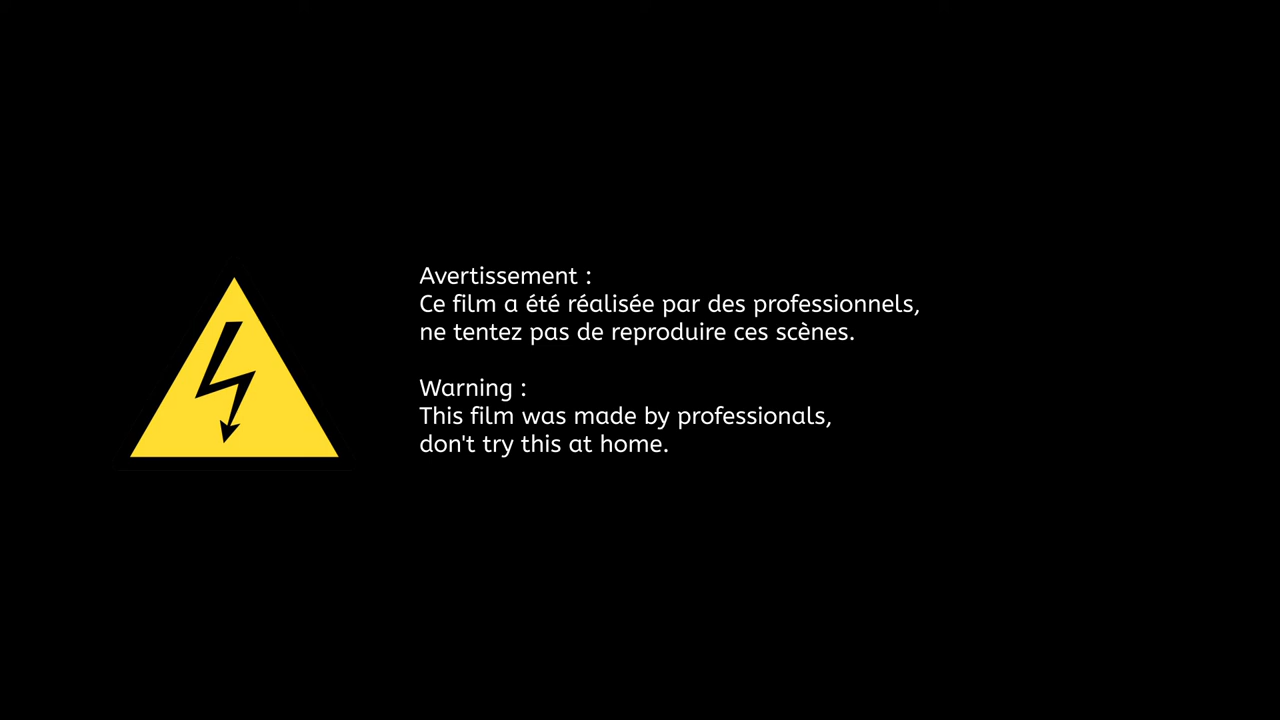 Avertissement :
Ce film a été réalisée par des professionnels,
ne tentez pas de reproduire ces scènes.
Warning :
This film was made by professionals,
don't try this at home.